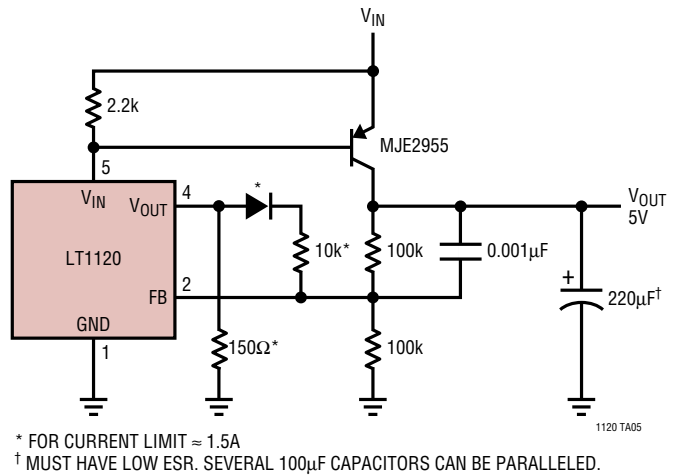 VIN
2.2k
MJE2955
5
VIN
VOUT
4
*
VOUT
5V
LT1120
10k*
100k
0.001µF
FB
2
+
220µF†
GND
1
150Ω*
100k
1120 TA05
* FOR CURRENT LIMIT ≈ 1.5A
† MUST HAVE LOW ESR. SEVERAL 100µF CAPACITORS CAN BE PARALLELED.